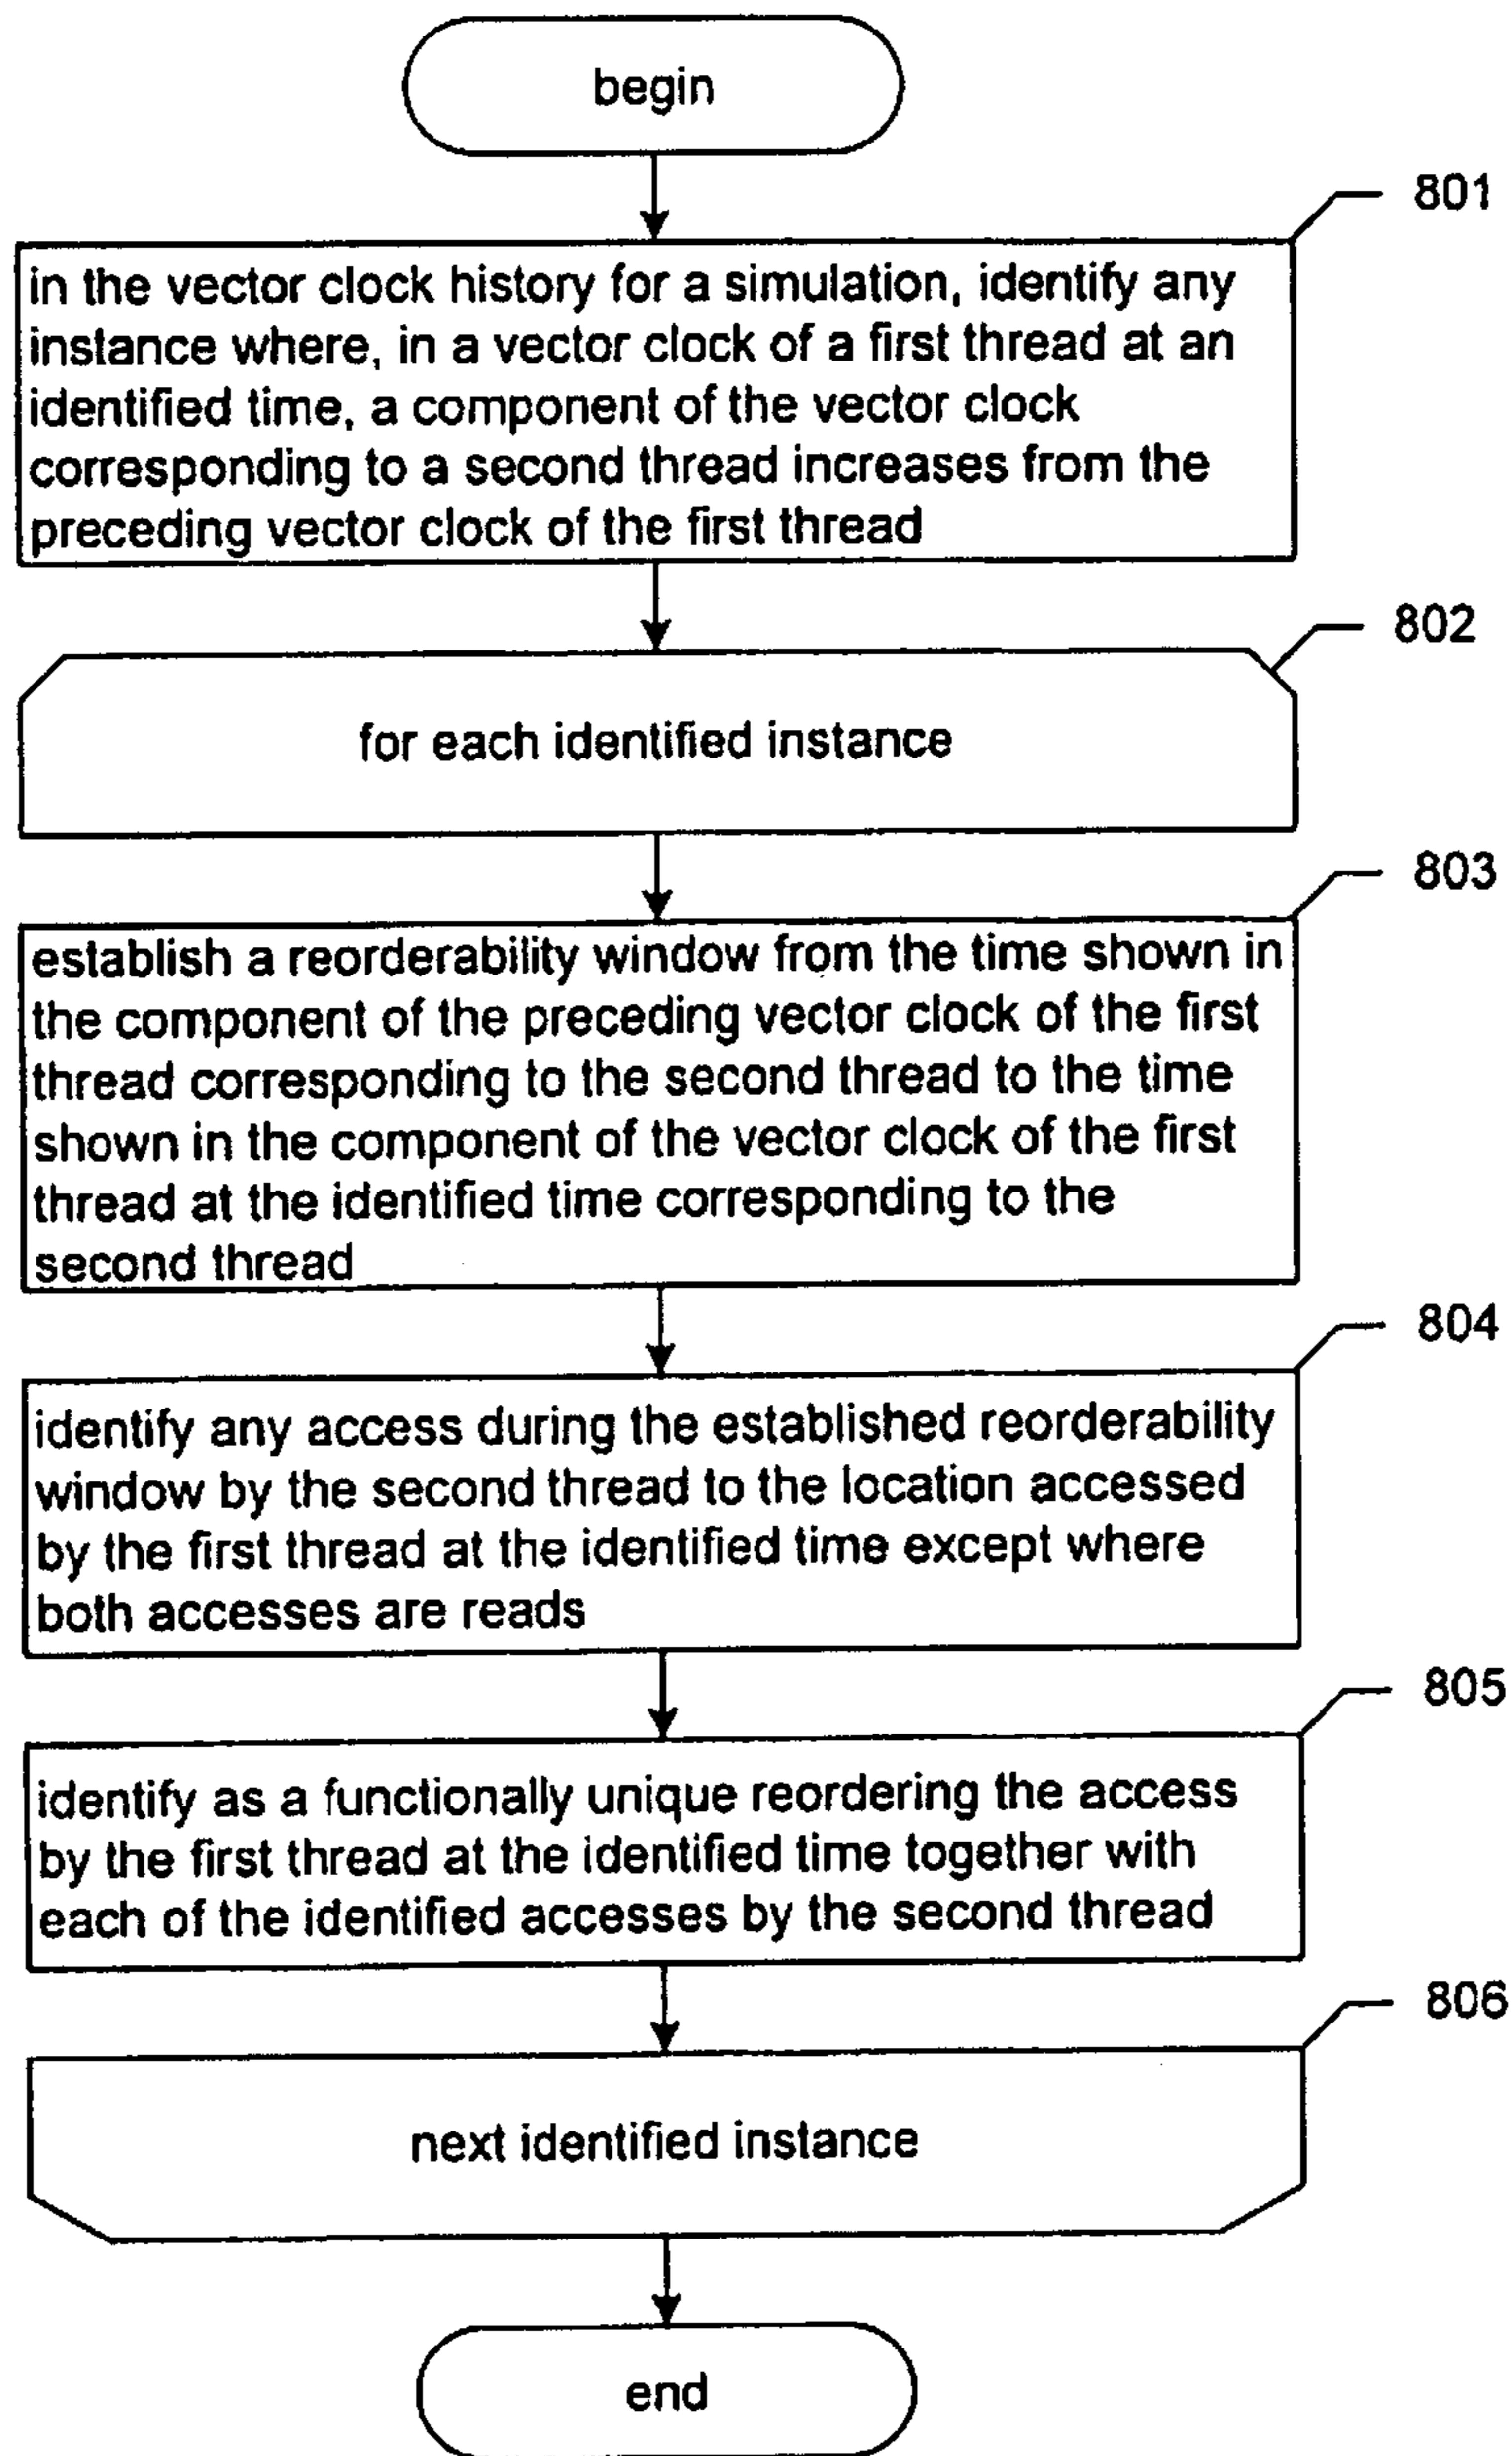 begin
801
in the vector clock history for a simulation, identify any
instance where, in a vector clock of a first thread at an
identified time, a component of the vector clock
corresponding to a second thread increases from the
preceding vector clock of the first thread
802
for each identified instance
803
establish a reorderability window from the time shown in
the component of the preceding vector clock of the first
thread corresponding to the second thread to the time
shown in the component of the vector clock of the first
thread at the identified time corresponding to the
second thread
804
identify any access during the established reorderability
window by the second thread to the location accessed
by the first thread at the identified time except where
both accesses are reads
805
identify as a functionally unique reordering the access
by the first thread at the identified time together with
each of the identified accesses by the second thread
806
next identified instance
end